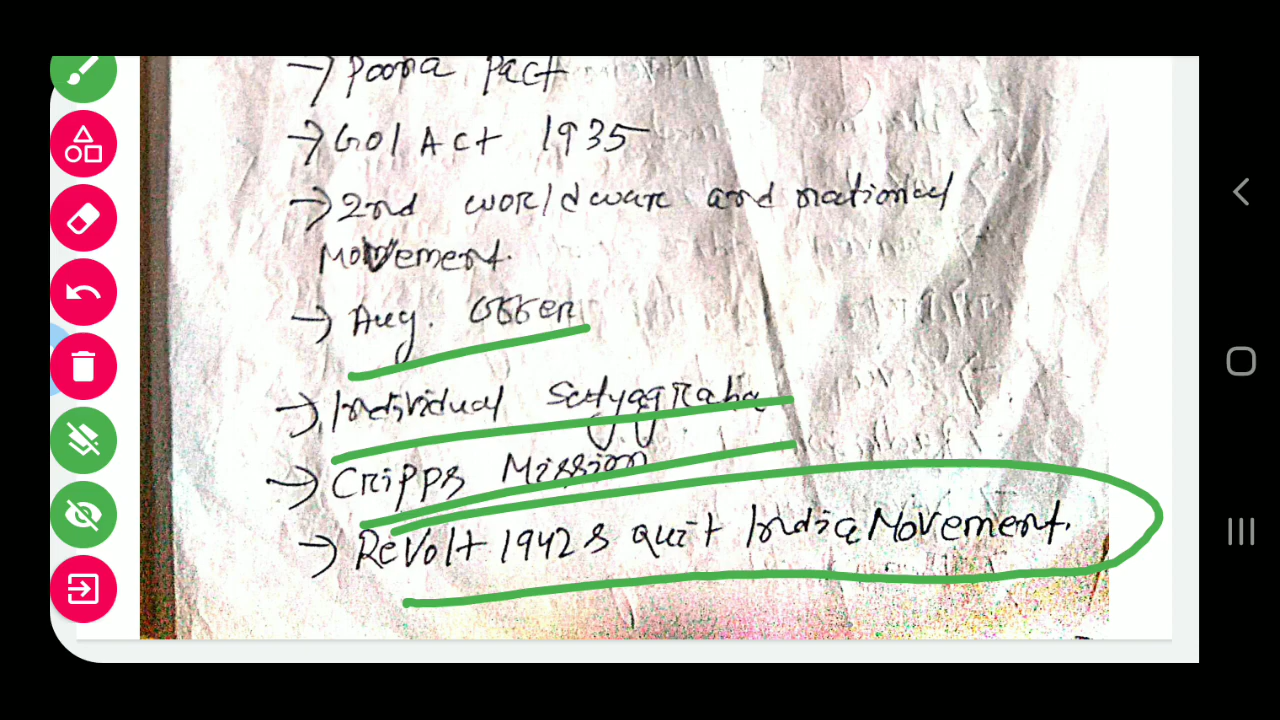 → Poona Pact
→ GOI Act 1935
→ 2nd world warr and national
Movement.
→ Aug. Offer
→ Individual Satyagraha
→ Cripps Mission
→ Revolt 1942 & quit India Movement.